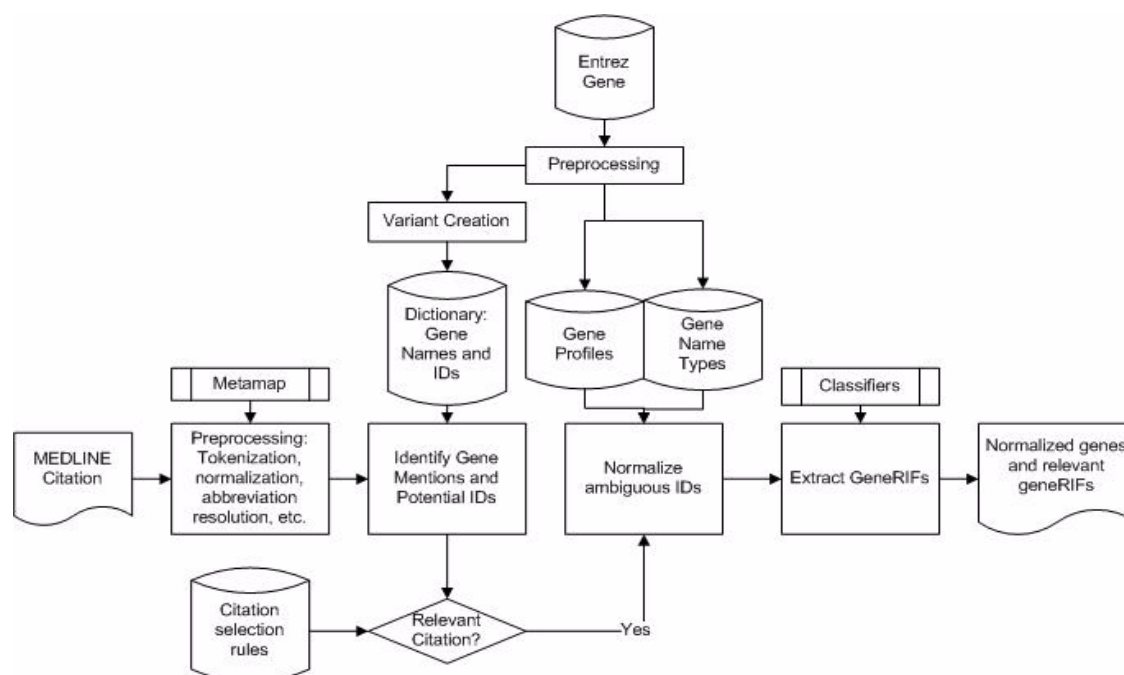 Entrez
Gene
Preprocessing
Variant Creation
Dictionary:
Gene
Names and
IDs
Gene
Profiles
Gene
Name
Types
Metamap
Classifiers
MEDLINE
Citation
Preprocessing:
Tokenization,
normalization,
abbreviation
resolution, etc.
Identify Gene
Mentions and
Potential IDs
Normalize
ambiguous IDs
Extract GeneRIFs
Normalized genes
and relevant
geneRIFs
Citation
selection
rules
Relevant
Citation?
Yes